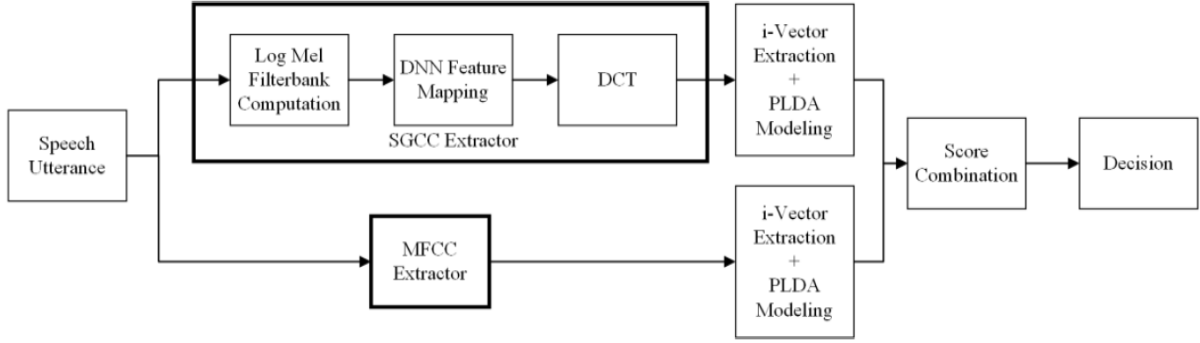 Speech
Utterance
Log Mel
Filterbank
Computation
DNN Feature
Mapping
DCT
SGCC Extractor
i-Vector
Extraction
+
PLDA
Modeling
MFCC
Extractor
i-Vector
Extraction
+
PLDA
Modeling
Score
Combination
Decision